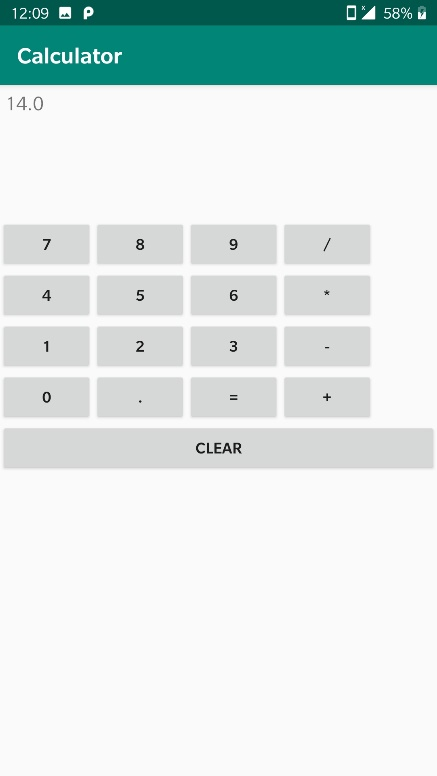 12:09 58%
Calculator
14.0
7 8 9 /
4 5 6 *
1 2 3 -
0 . = +
CLEAR